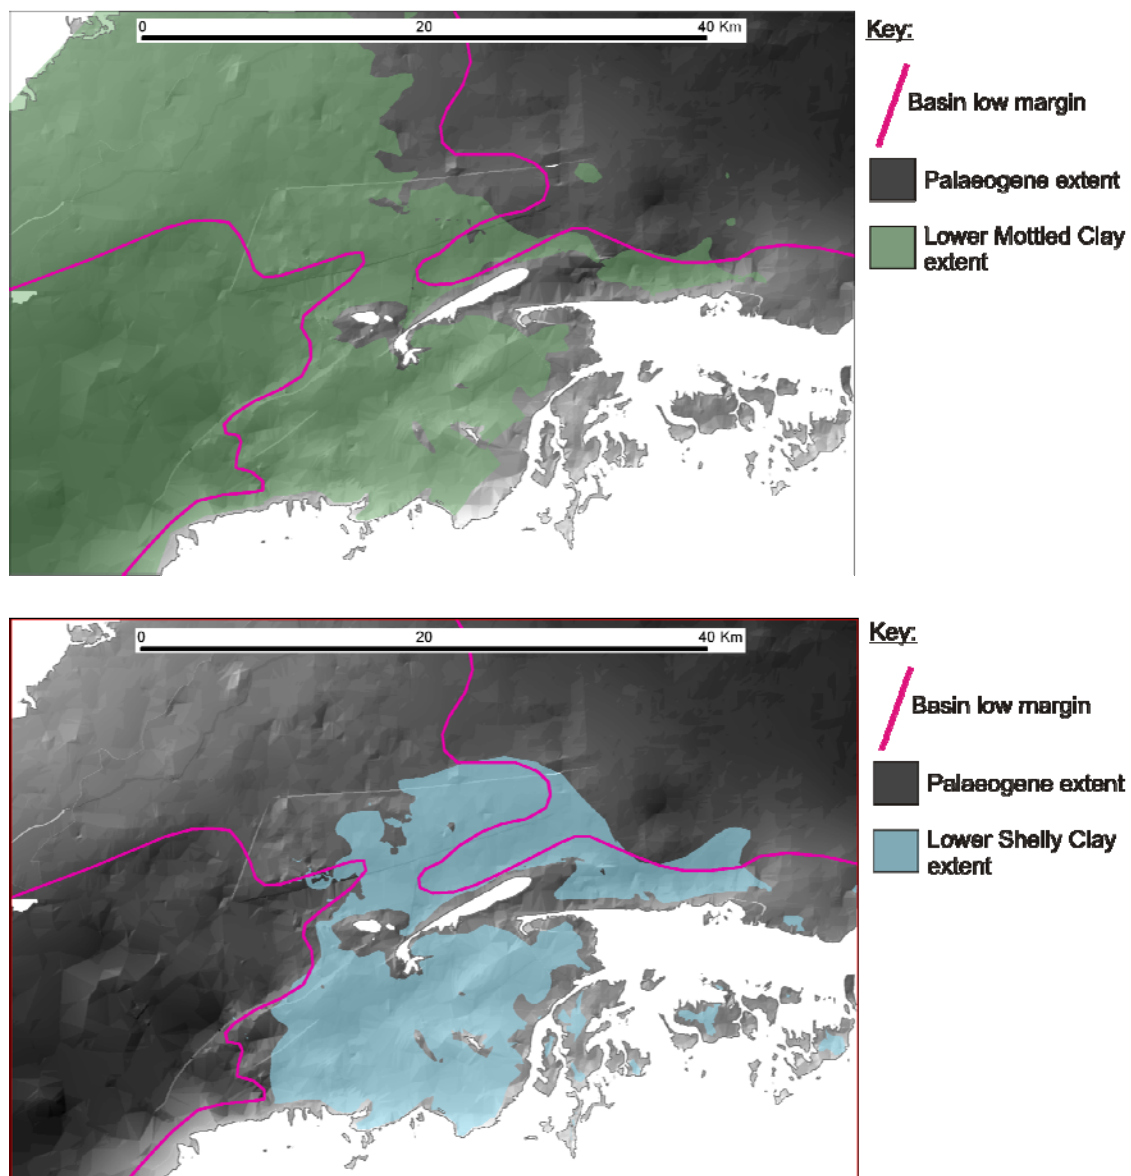 0 20 40 Km
Key:
Basin low margin
Palaeogene extent
Lower Mottled Clay
extent
0 20 40 Km
Key:
Basin low margin
Palaeogene extent
Lower Shelly Clay
extent